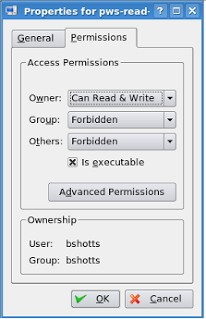 Properties for pws-read-
General
Permissions
Access Permissions
Owner: Can Read & Write
Group: Forbidden
Others: Forbidden
Is executable
Advanced Permissions
Ownership
User: bshotts
Group: bshotts
OK
Cancel